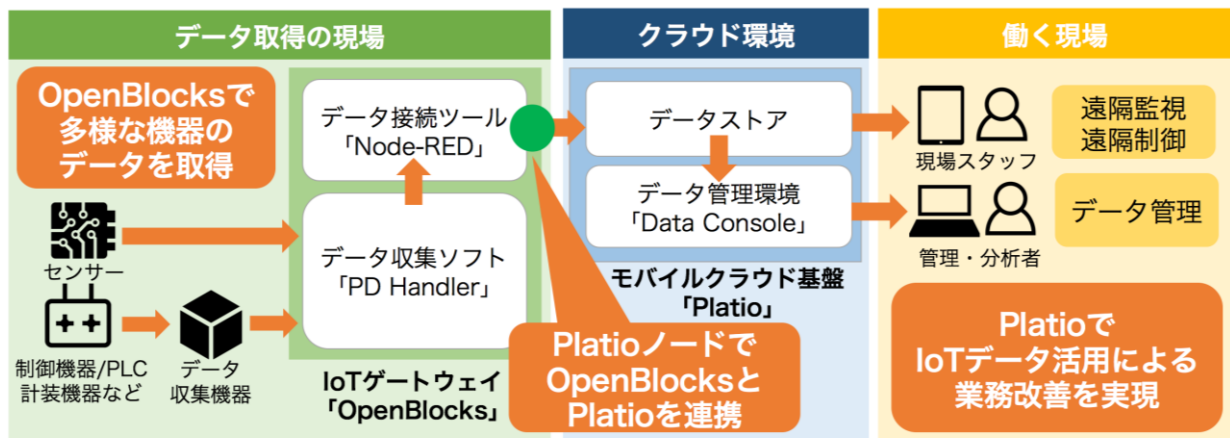 データ取得の現場
クラウド環境
働く現場
OpenBlocksで
多様な機器の
データを取得
データ接続ツール
「Node-RED」
データ収集ソフト
「PD Handler」
センサー
制御機器/PLC
計装機器など
データ
収集機器
IoTゲートウェイ
「OpenBlocks」
データストア
データ管理環境
「Data Console」
モバイルクラウド基盤
「Platio」
Platioノードで
OpenBlocksと
Platioを連携
現場スタッフ
遠隔監視
遠隔制御
管理・分析者
データ管理
Platioで
IoTデータ活用による
業務改善を実現